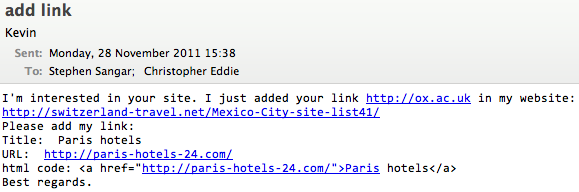 add link
Kevin
Sent: Monday, 28 November 2011 15:38
To: Stephen Sangar; Christopher Eddie
I'm interested in your site. I just added your link http://ox.ac.uk in my website:
http://switzerland-travel.net/Mexico-City-site-list41/
Please add my link:
Title:  Paris hotels
URL:  http://paris-hotels-24.com/
html code: <a href="http://paris-hotels-24.com/">Paris hotels</a>
Best regards.